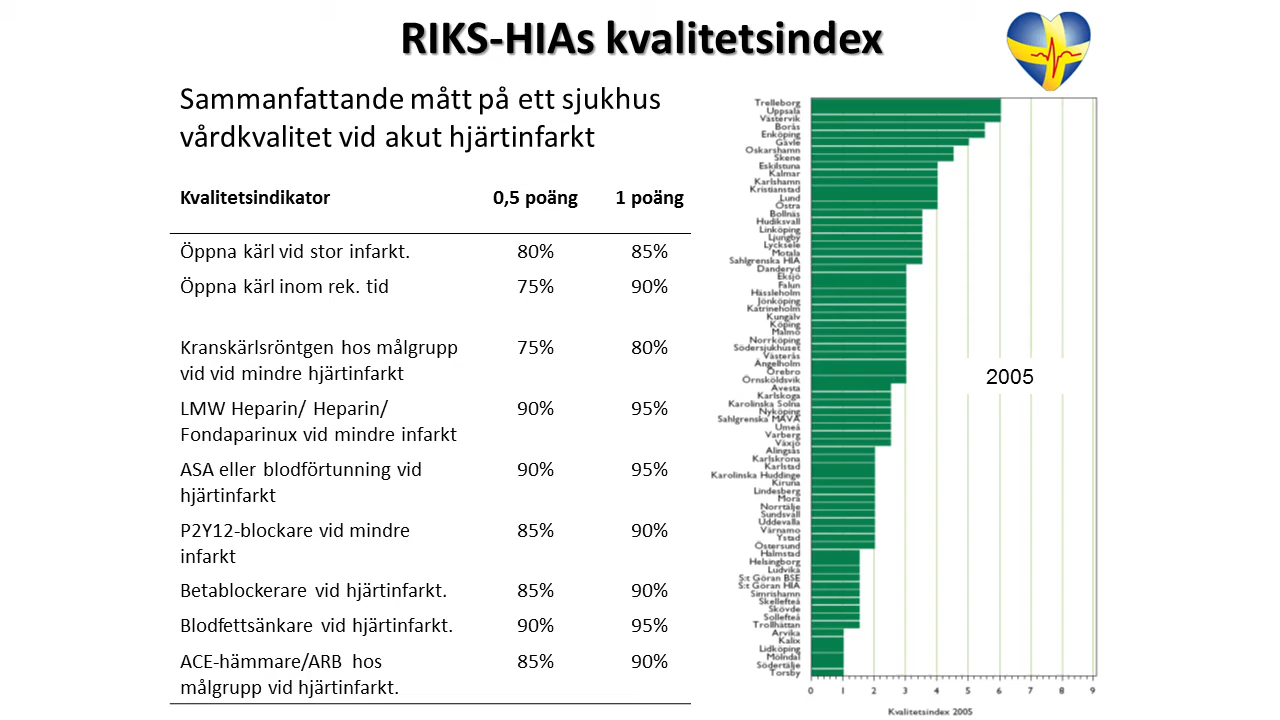 RIKS-HIAs kvalitetsindex
Sammanfattande mått på ett sjukhus
vårdkvalitet vid akut hjärtinfarkt
Kvalitetsindikator 0,5 poäng 1 poäng
Öppna kärl vid stor infarkt. 80% 85%
Öppna kärl inom rek. tid 75% 90%
Kranskärlsröntgen hos målgrupp 75% 80%
vid vid mindre hjärtinfarkt
LMW Heparin/ Heparin/ 90% 95%
Fondaparinux vid mindre infarkt
ASA eller blodförtunning vid 90% 95%
hjärtinfarkt
P2Y12-blockare vid mindre 85% 90%
infarkt
Betablockerare vid hjärtinfarkt. 85% 90%
Blodfettsänkare vid hjärtinfarkt. 90% 95%
ACE-hämmare/ARB hos 85% 90%
målgrupp vid hjärtinfarkt.
Trelleborg
Uppsala
Västervik
Borås
Enköping
Gävle
Oskarshamn
Skene
Eskilstuna
Kalmar
Karlshamn
Kristianstad
Lund
Östra
Bollnäs
Hudiksvall
Linköping
Ljungby
Lycksele
Motala
Sahlgrenska HIA
Danderyd
Eksjö
Falun
Hässleholm
Jönköping
Katrineholm
Kungälv
Köping
Malmö
Norrköping
Södersjukhuset
Västerås
Ängelholm
Örebro
Örnsköldsvik
Avesta
Karlskoga
Karolinska Solna
Nyköping
Sahlgrenska MAVA
Umeå
Varberg
Växjö
Alingsås
Karlskrona
Karlstad
Karolinska Huddinge
Kiruna
Lindesberg
Mora
Norrtälje
Sundsvall
Uddevalla
Värnamo
Ystad
Östersund
Halmstad
Helsingborg
Ludvika
S:t Göran BSE
S:t Göran HIA
Simrishamn
Skellefteå
Skövde
Sollefteå
Trollhättan
Arvika
Kalix
Lidköping
Mölndal
Södertälje
Torsby
2005
0 1 2 3 4 5 6 7 8 9
Kvalitetsindex 2005